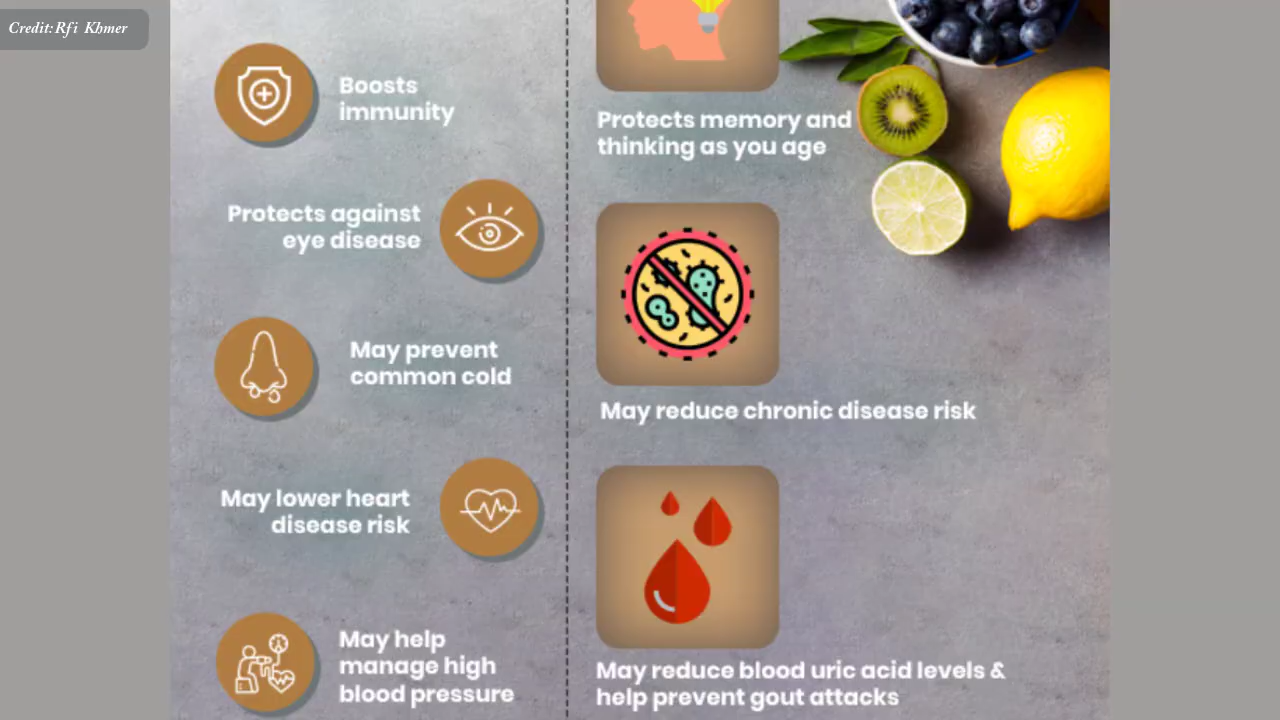 Credit:Rfi Khmer
Boosts
immunity
Protects against
eye disease
May prevent
common cold
May lower heart
disease risk
May help
manage high
blood pressure
Protects memory and
thinking as you age
May reduce chronic disease risk
May reduce blood uric acid levels &
help prevent gout attacks